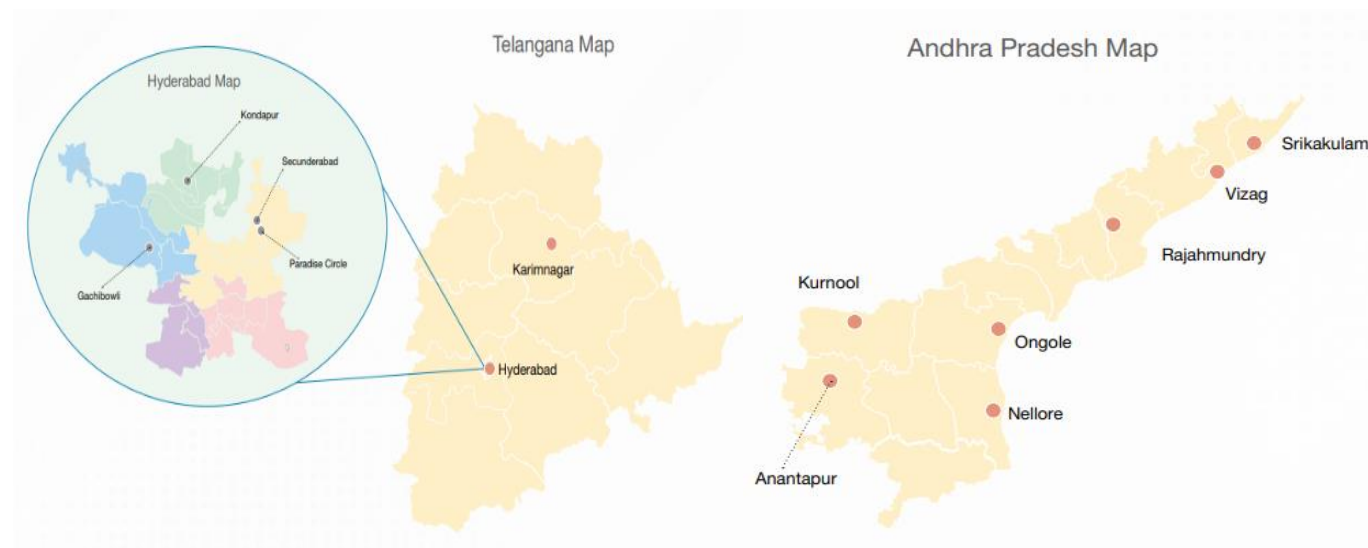 Telangana Map
Andhra Pradesh Map
Hyderabad Map
Kondapur
Secunderabad
Paradise Circle
Gachibowli
Karimnagar
Hyderabad
Srikakulam
Vizag
Rajahmundry
Kurnool
Ongole
Nellore
Anantapur